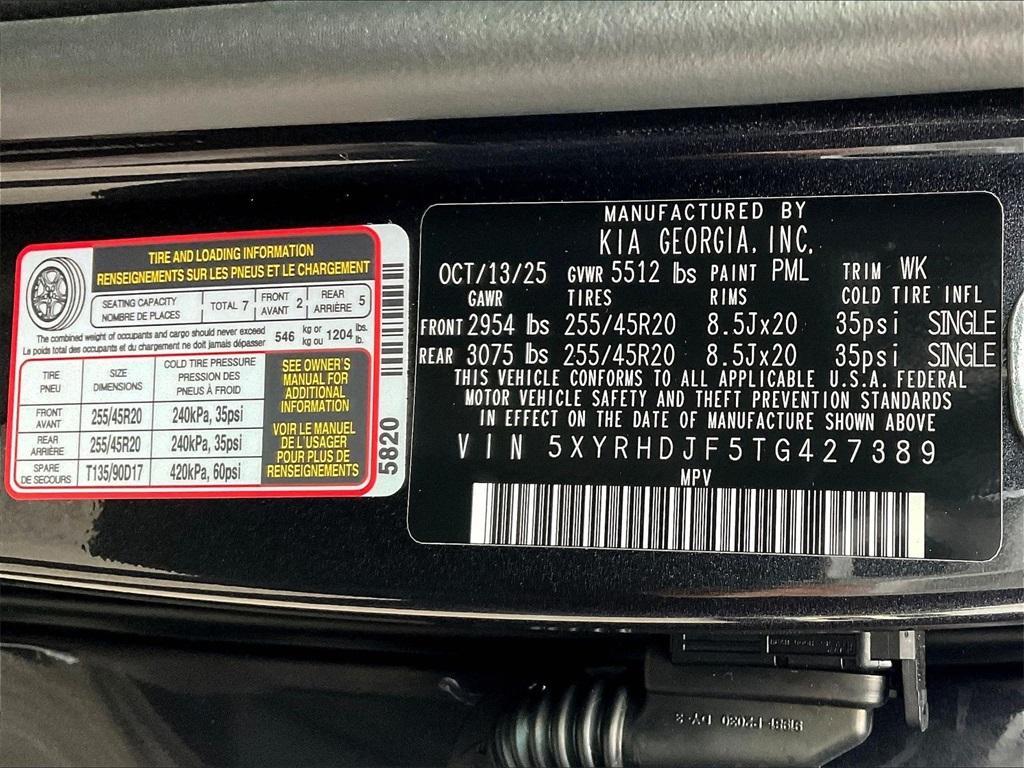 TIRE AND LOADING INFORMATION
RENSEIGNEMENTS SUR LES PNEUS ET LE CHARGEMENT
SEATING CAPACITY
NOMBRE DE PLACES
TOTAL 7
FRONT
AVANT 2
REAR
ARRIÈRE 5
The combined weight of occupants and cargo should never exceed
La poids total des occupants et du chargement ne doit jamais dépasser
546 kg or
kg ou 1204 lbs.
lb.
TIRE
PNEU
SIZE
DIMENSIONS
COLD TIRE PRESSURE
PRESSION DES
PNEUS À FROID
FRONT
AVANT
255/45R20
240kPa, 35psi
REAR
ARRIÈRE
255/45R20
240kPa, 35psi
SPARE
DE SECOURS
T135/90D17
420kPa, 60psi
SEE OWNER'S
MANUAL FOR
ADDITIONAL
INFORMATION
VOIR LE MANUEL
DE L'USAGER
POUR PLUS DE
RENSEIGNEMENTS
5820
MANUFACTURED BY
KIA GEORGIA, INC.
OCT/13/25 GVWR 5512 lbs PAINT PML TRIM WK
GAWR TIRES RIMS COLD TIRE INFL
FRONT 2954 lbs 255/45R20 8.5Jx20 35psi SINGLE
REAR 3075 lbs 255/45R20 8.5Jx20 35psi SINGLE
THIS VEHICLE CONFORMS TO ALL APPLICABLE U.S.A. FEDERAL
MOTOR VEHICLE SAFETY AND THEFT PREVENTION STANDARDS
IN EFFECT ON THE DATE OF MANUFACTURE SHOWN ABOVE
VIN 5XYRHDJF5TG427389
MPV